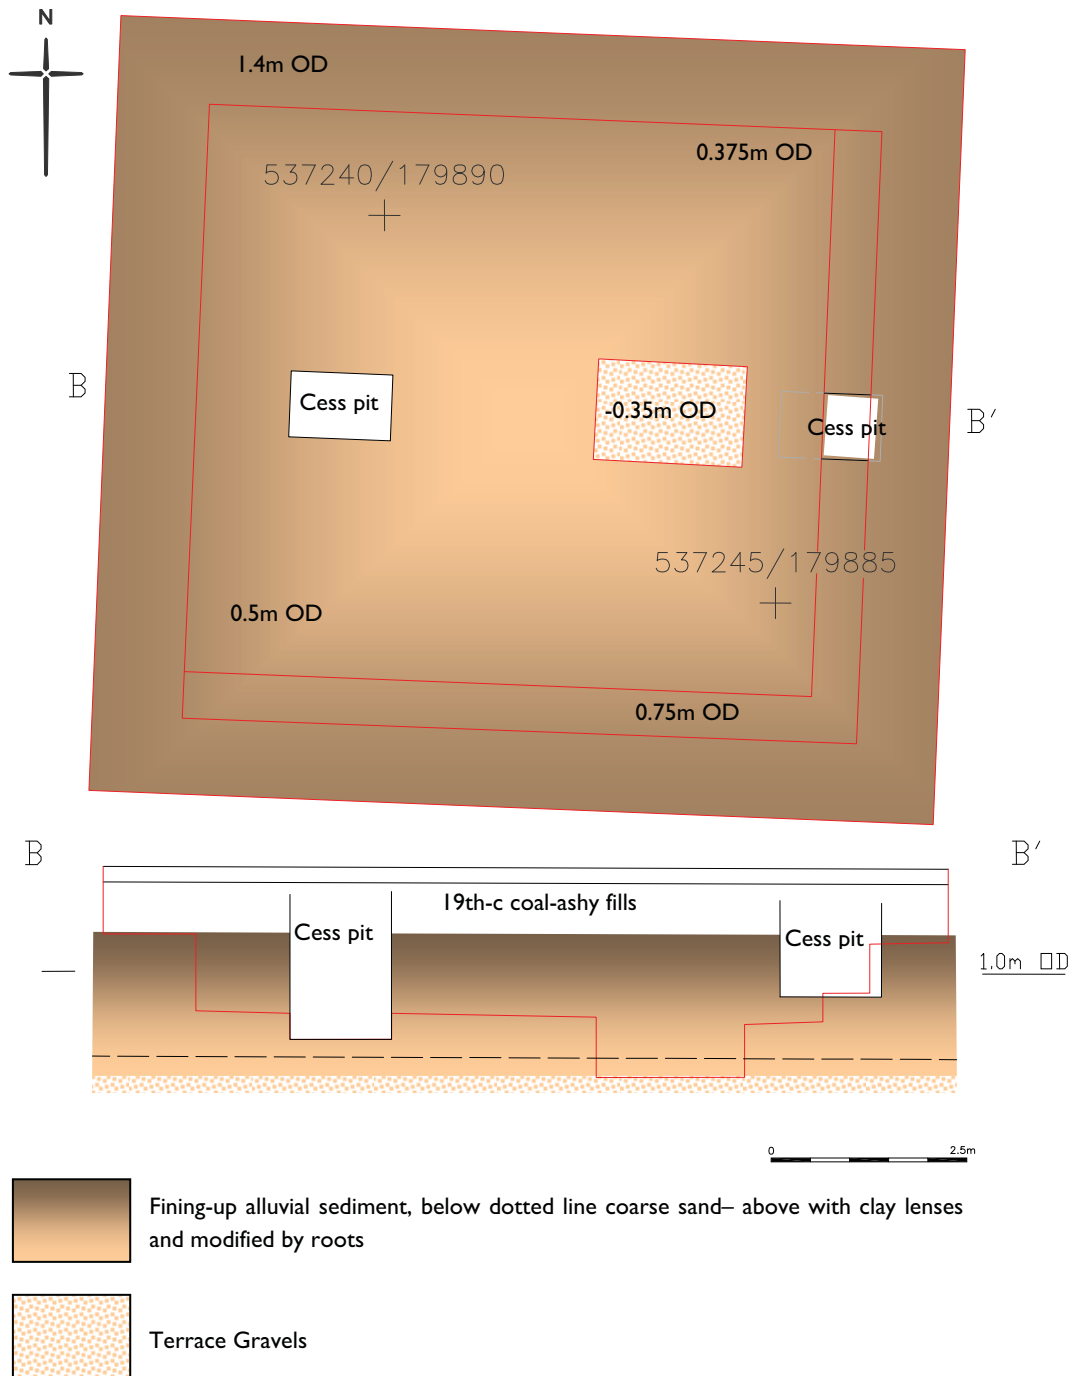 N
1.4m OD
0.375m OD
537240/179890
B
Cess pit
-0.35m OD
Cess pit
B'
537245/179885
0.5m OD
0.75m OD
B
B'
19th-c coal-ashy fills
Cess pit
Cess pit
1.0m OD
0
2.5m
Fining-up alluvial sediment, below dotted line coarse sand– above with clay lenses
and modified by roots
Terrace Gravels